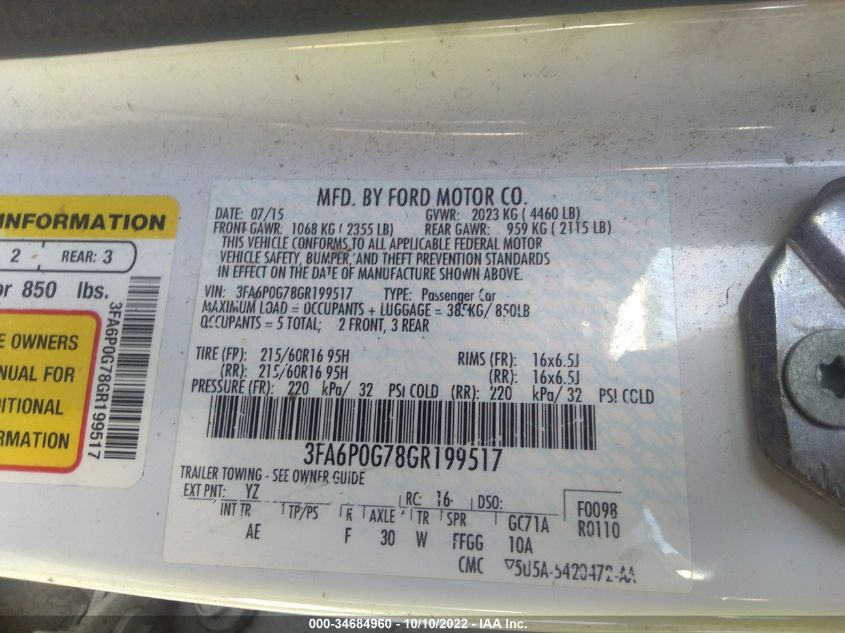 INFORMATION
2 REAR: 3
or 850 lbs.
OWNERS
FOR
3FA6P0G78GR199517
MFD. BY FORD MOTOR CO.
DATE: 07/15 GVWR: 2023 KG ( 4460 LB)
FRONT GAWR: 1068 KG ( 2355 LB) REAR GAWR: 959 KG ( 2115 LB)
THIS VEHICLE CONFORMS TO ALL APPLICABLE FEDERAL MOTOR
VEHICLE SAFETY, BUMPER, AND THEFT PREVENTION STANDARDS
IN EFFECT ON THE DATE OF MANUFACTURE SHOWN ABOVE.
VIN: 3FA6P0G78GR199517 TYPE: Passenger Car
MAXIMUM LOAD = OCCUPANTS + LUGGAGE = 385KG/ 850LB
OCCUPANTS = 5 TOTAL; 2 FRONT, 3 REAR
TIRE (FR): 215/60R16 95H RIMS (FR): 16x6.5J
(RR): 215/60R16 95H (RR): 16x6.5J
PRESSURE (FR): 220 kPa/ 32 PSI COLD (RR): 220 kPa/ 32 PSI COLD
3FA6P0G78GR199517
TRAILER TOWING - SEE OWNER GUIDE
EXT PNT: YZ RC: 16 DSO: F0098
INT TR TP/PS R AXLE TR SPR GC71A R0110
AE F 30 W FFGG 10A
CMC
000-34684960 - 10/10/2022 - IAA Inc.